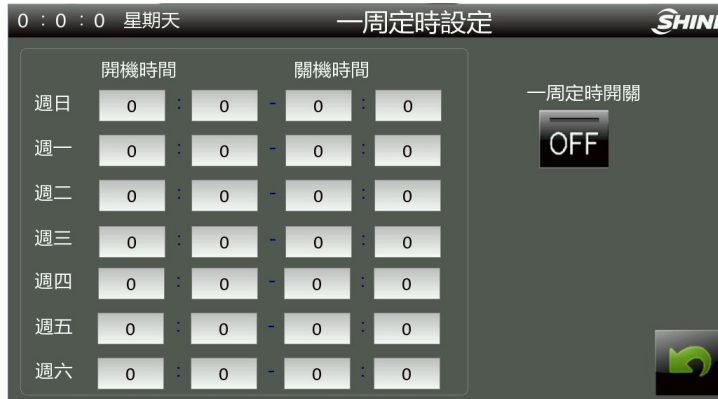 0 : 0 : 0 星期天 一周定時設定 SHINI
開機時間 關機時間
一周定時開關
週日 0 : 0 - 0 : 0
OFF
週一 0 : 0 - 0 : 0
週二 0 : 0 - 0 : 0
週三 0 : 0 - 0 : 0
週四 0 : 0 - 0 : 0
週五 0 : 0 - 0 : 0
週六 0 : 0 - 0 : 0